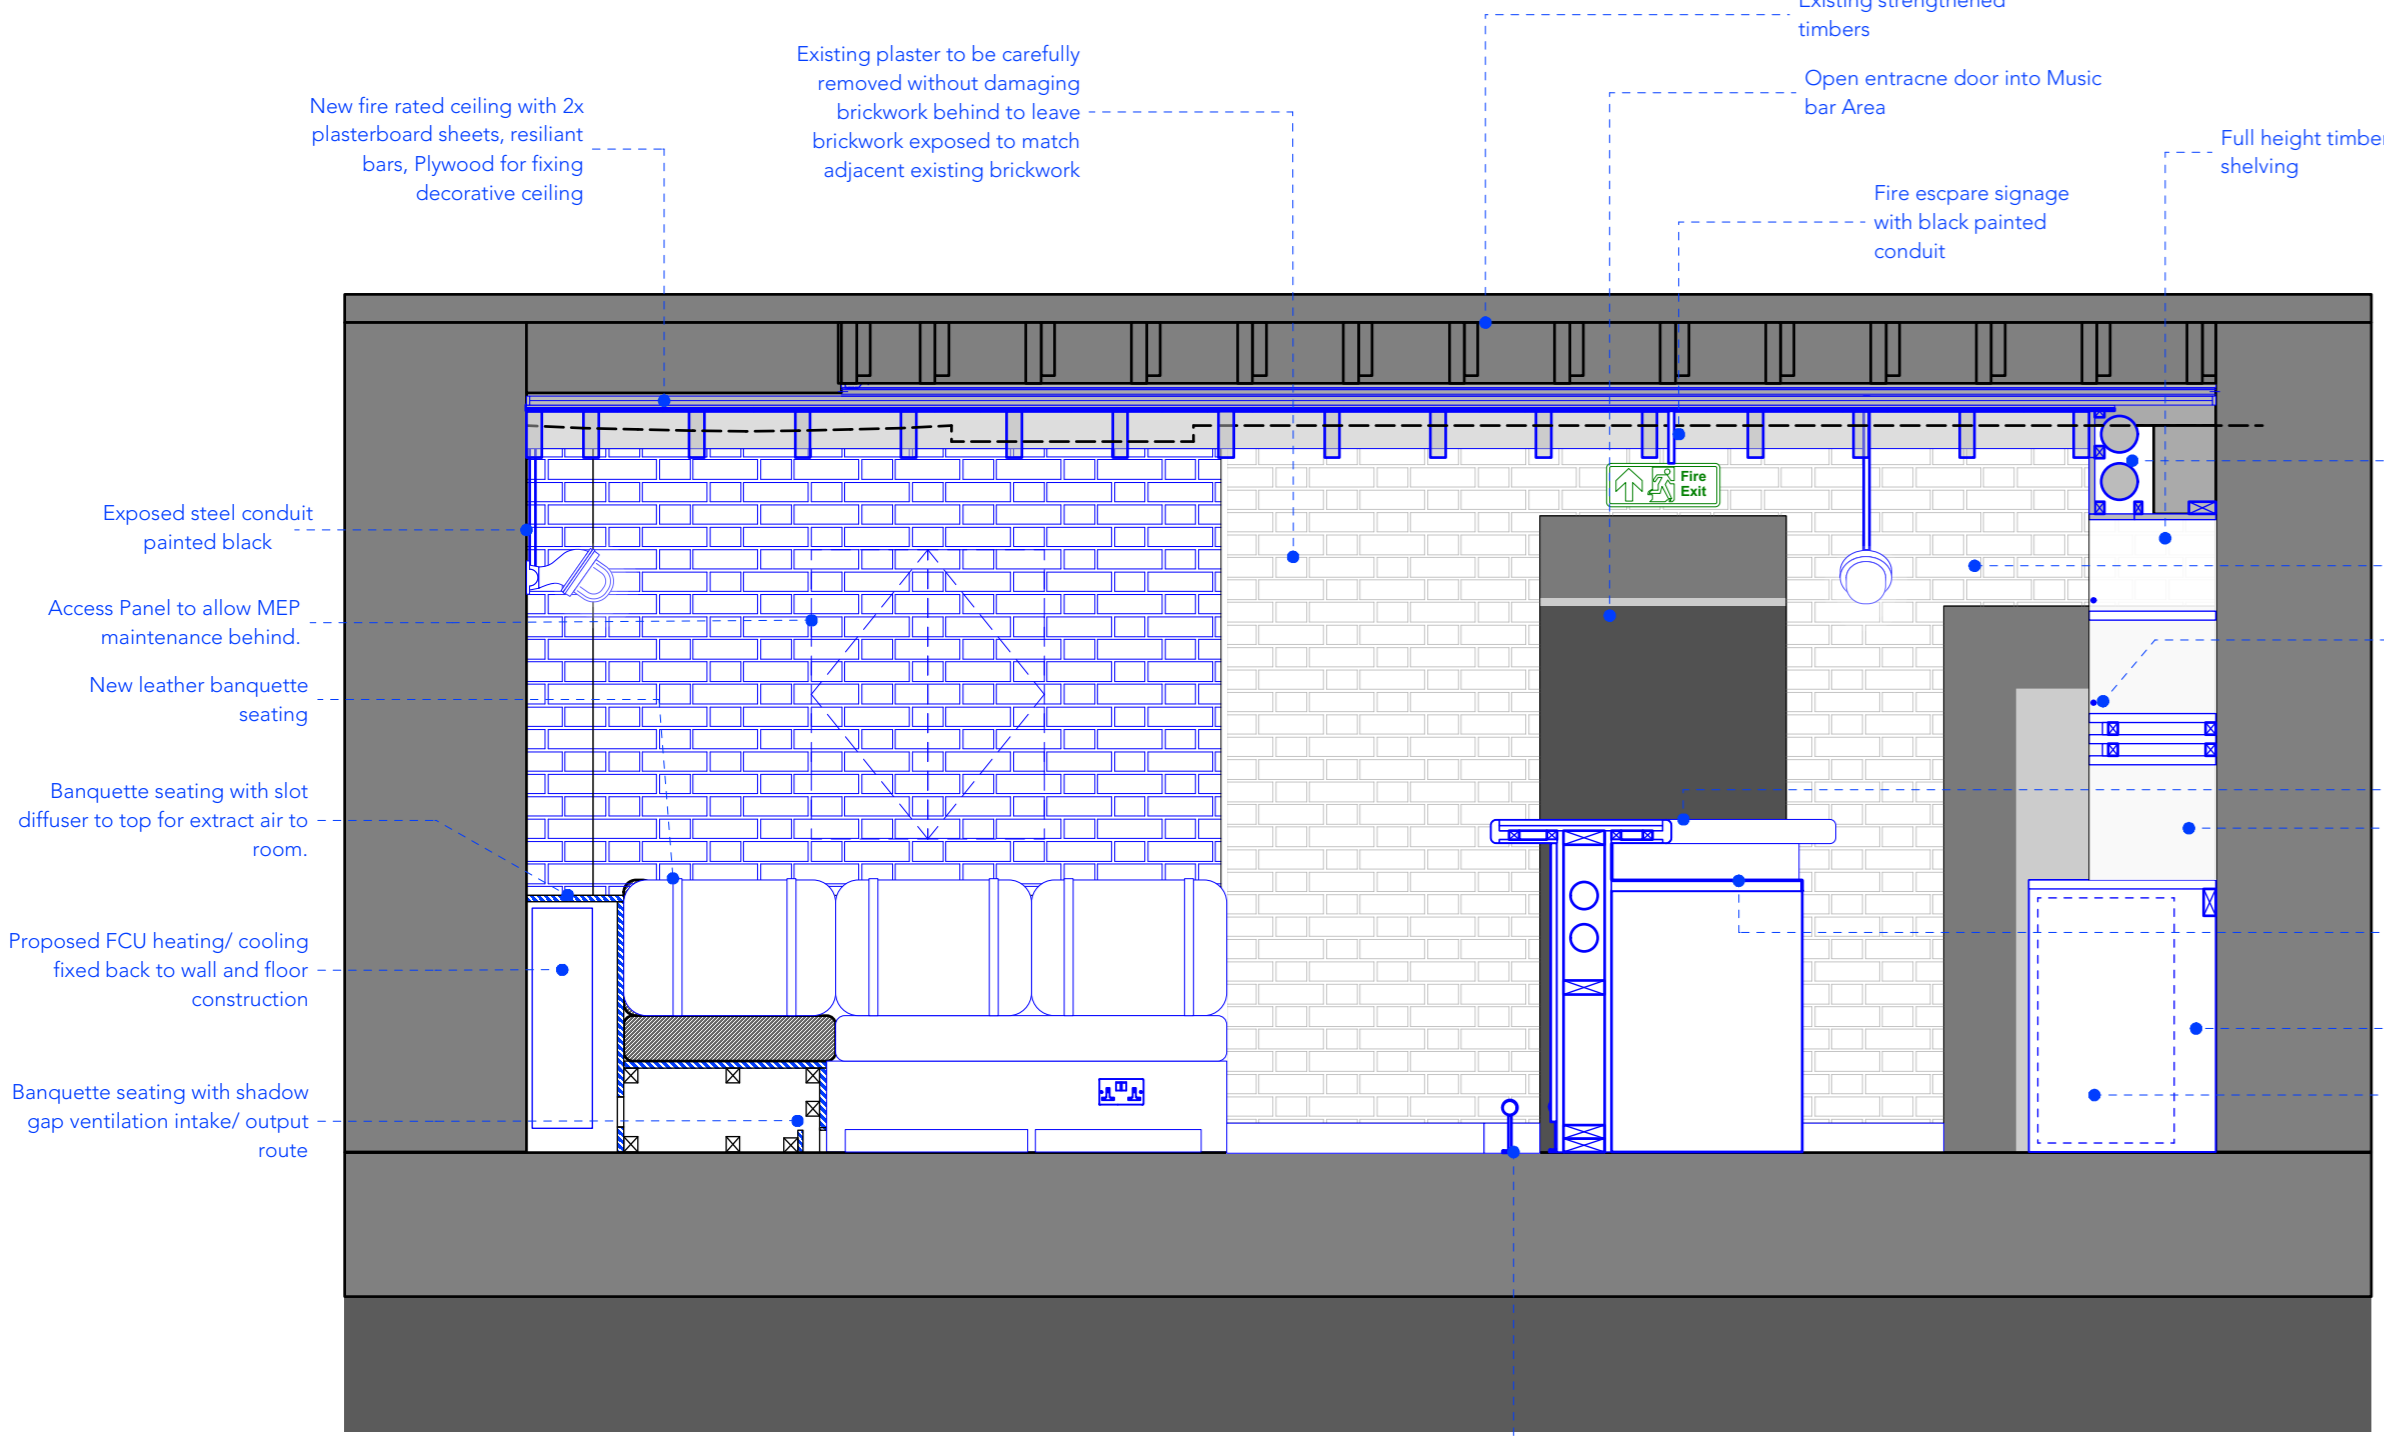 Existing strengthened
timbers
Existing plaster to be carefully
removed without damaging
brickwork behind to leave
brickwork exposed to match
adjacent existing brickwork
Open entracne door into Music
bar Area
New fire rated ceiling with 2x
plasterboard sheets, resiliant
bars, Plywood for fixing
decorative ceiling
Full height timber
shelving
Fire escpare signage
with black painted
conduit
Fire
Exit
Exposed steel conduit
painted black
Access Panel to allow MEP
maintenance behind.
New leather banquette
seating
Banquette seating with slot
diffuser to top for extract air to
room.
Proposed FCU heating/ cooling
fixed back to wall and floor
construction
Banquette seating with shadow
gap ventilation intake/ output
route